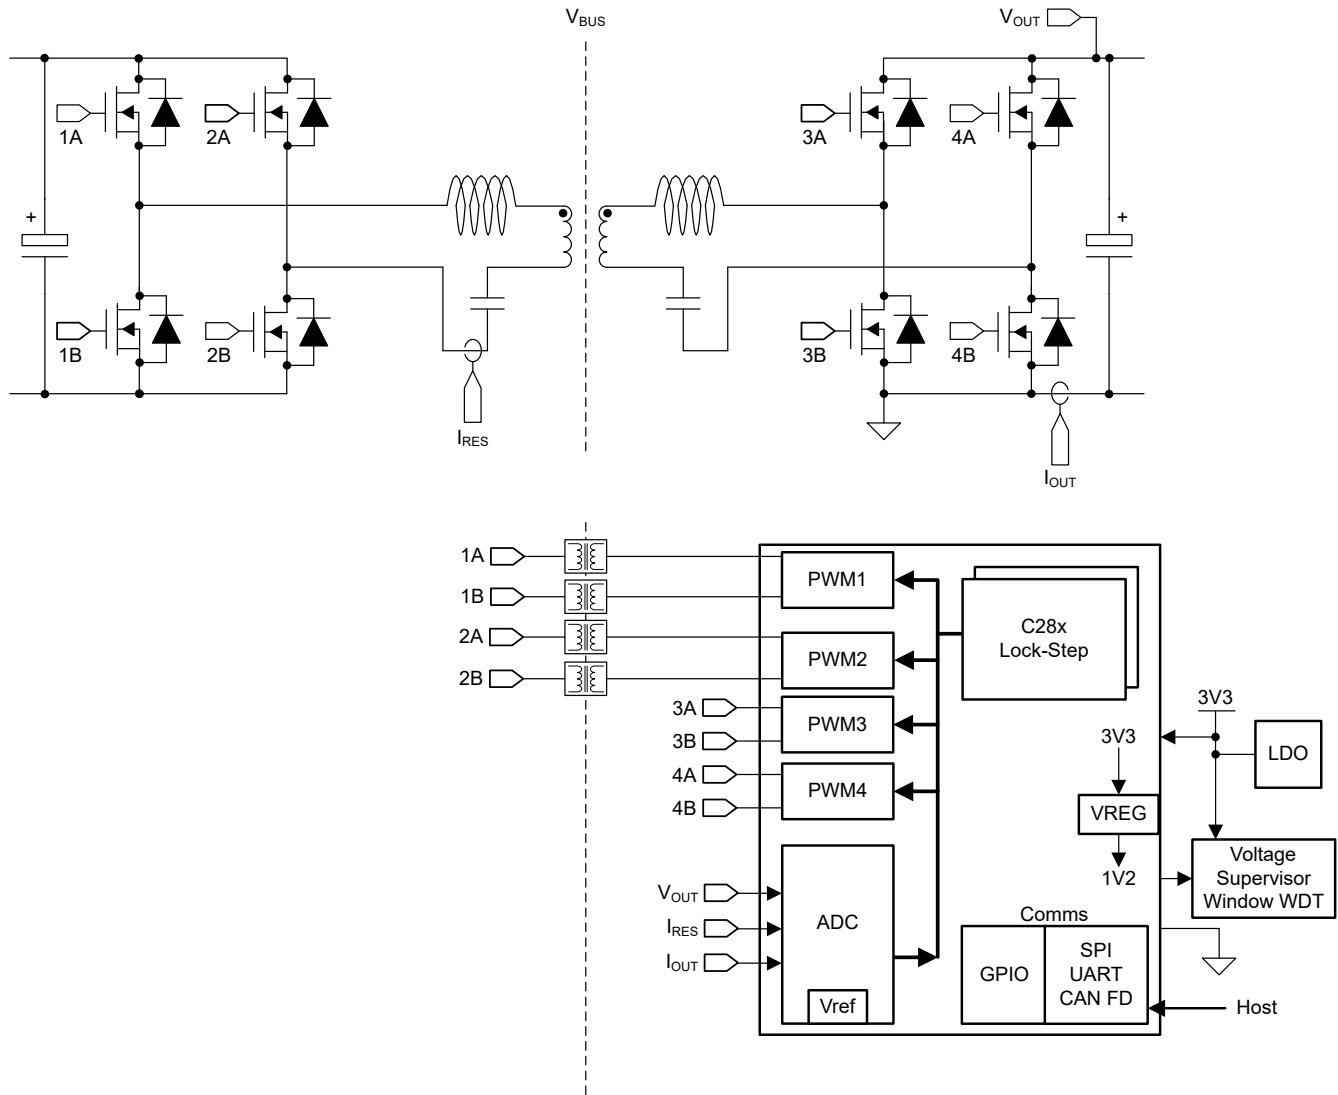 VBUS
VOUT
1A
2A
3A
4A
+
+
1B
2B
3B
4B
IRES
IOUT
1A
1B
2A
2B
3A
3B
4A
4B
PWM1
PWM2
PWM3
PWM4
C28x
Lock-Step
3V3
LDO
3V3
VREG
1V2
Voltage
Supervisor
Window WDT
VOUT
IRES
IOUT
ADC
Vref
Comms
GPIO
SPI
UART
CAN FD
Host